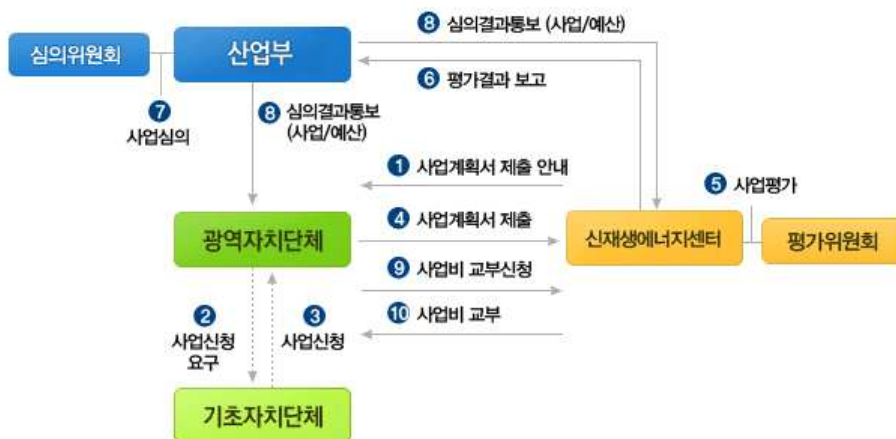 심의위원회
산업부
⑧ 심의결과통보 (사업/예산)
⑥ 평가결과 보고
⑦
사업심의
⑧ 심의결과통보
(사업/예산)
① 사업계획서 제출 안내
⑤ 사업평가
광역자치단체
④ 사업계획서 제출
신재생에너지센터
평가위원회
⑨ 사업비 교부신청
⑩ 사업비 교부
②
사업신청
요구
③
사업신청
기초자치단체